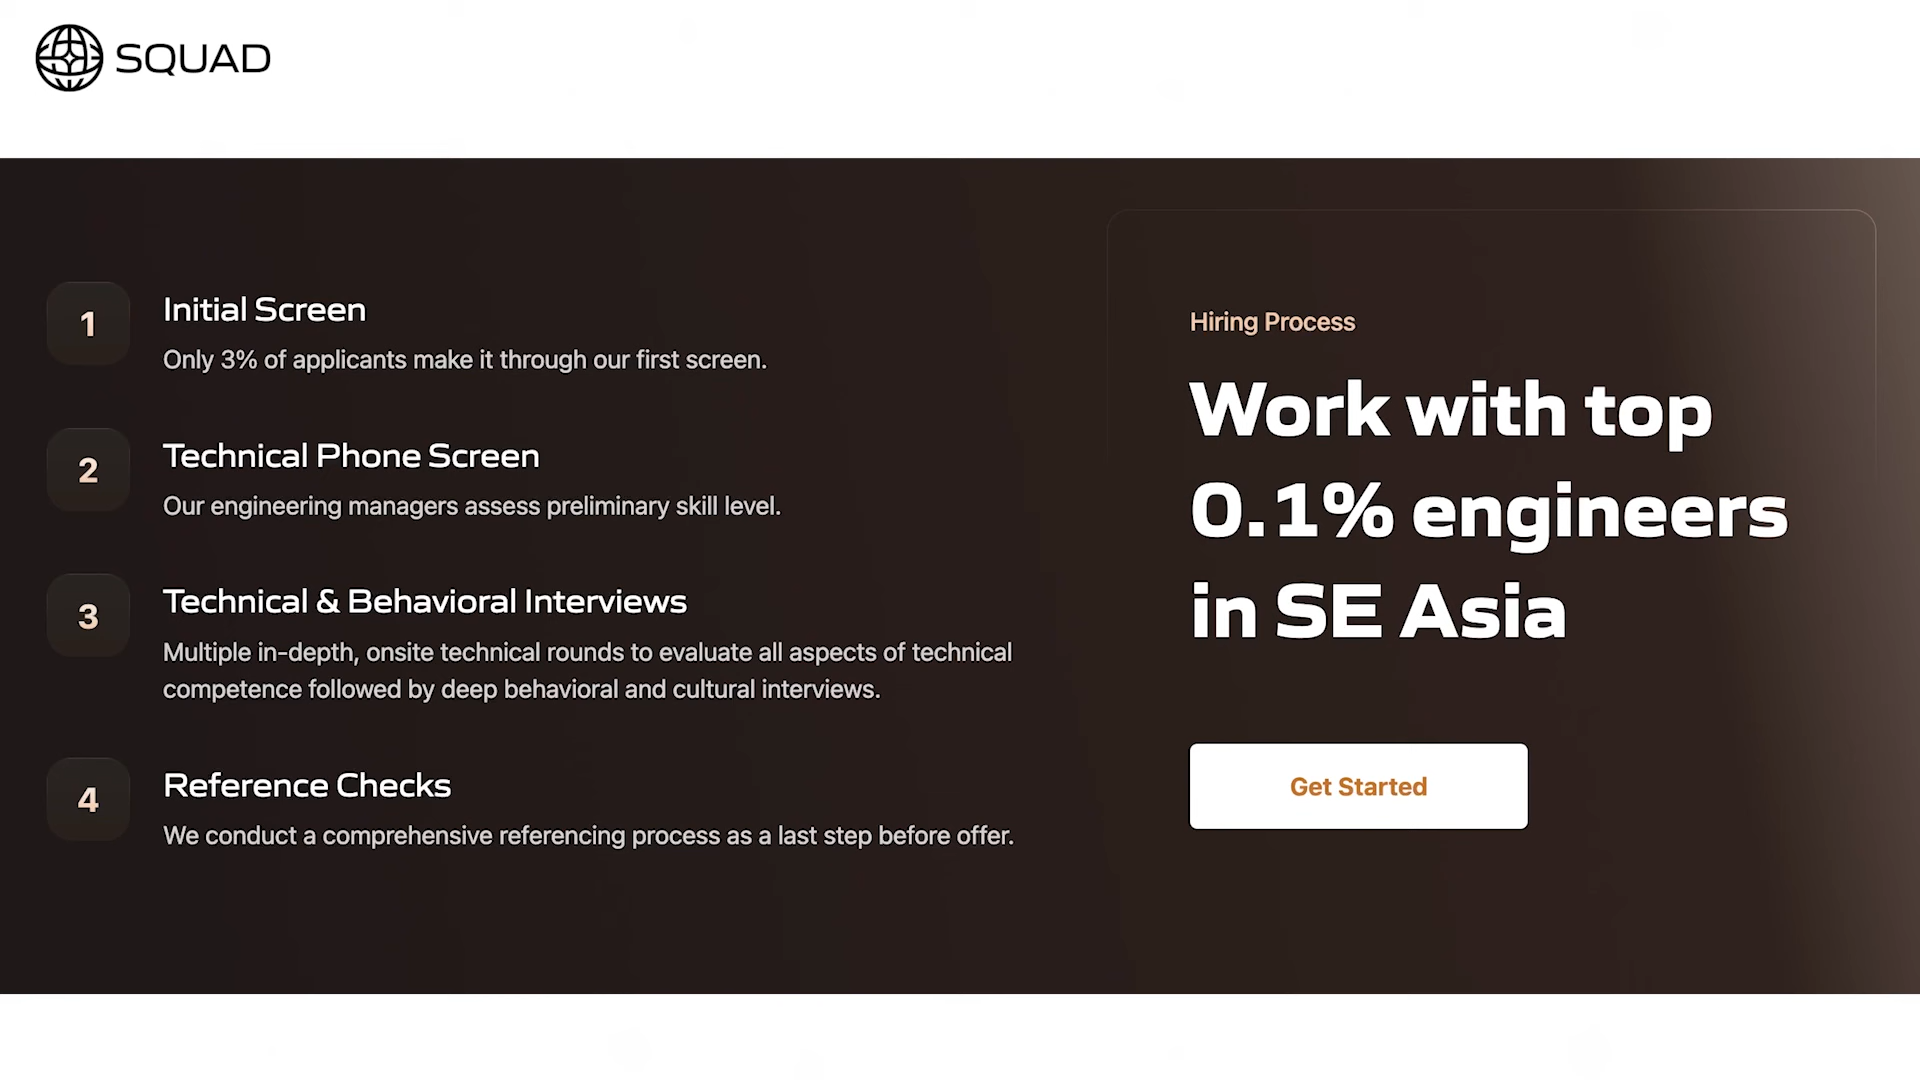 SQUAD
1
Initial Screen
Only 3% of applicants make it through our first screen.
2
Technical Phone Screen
Our engineering managers assess preliminary skill level.
3
Technical & Behavioral Interviews
Multiple in-depth, onsite technical rounds to evaluate all aspects of technical
competence followed by deep behavioral and cultural interviews.
4
Reference Checks
We conduct a comprehensive referencing process as a last step before offer.
Hiring Process
Work with top
0.1% engineers
in SE Asia
Get Started